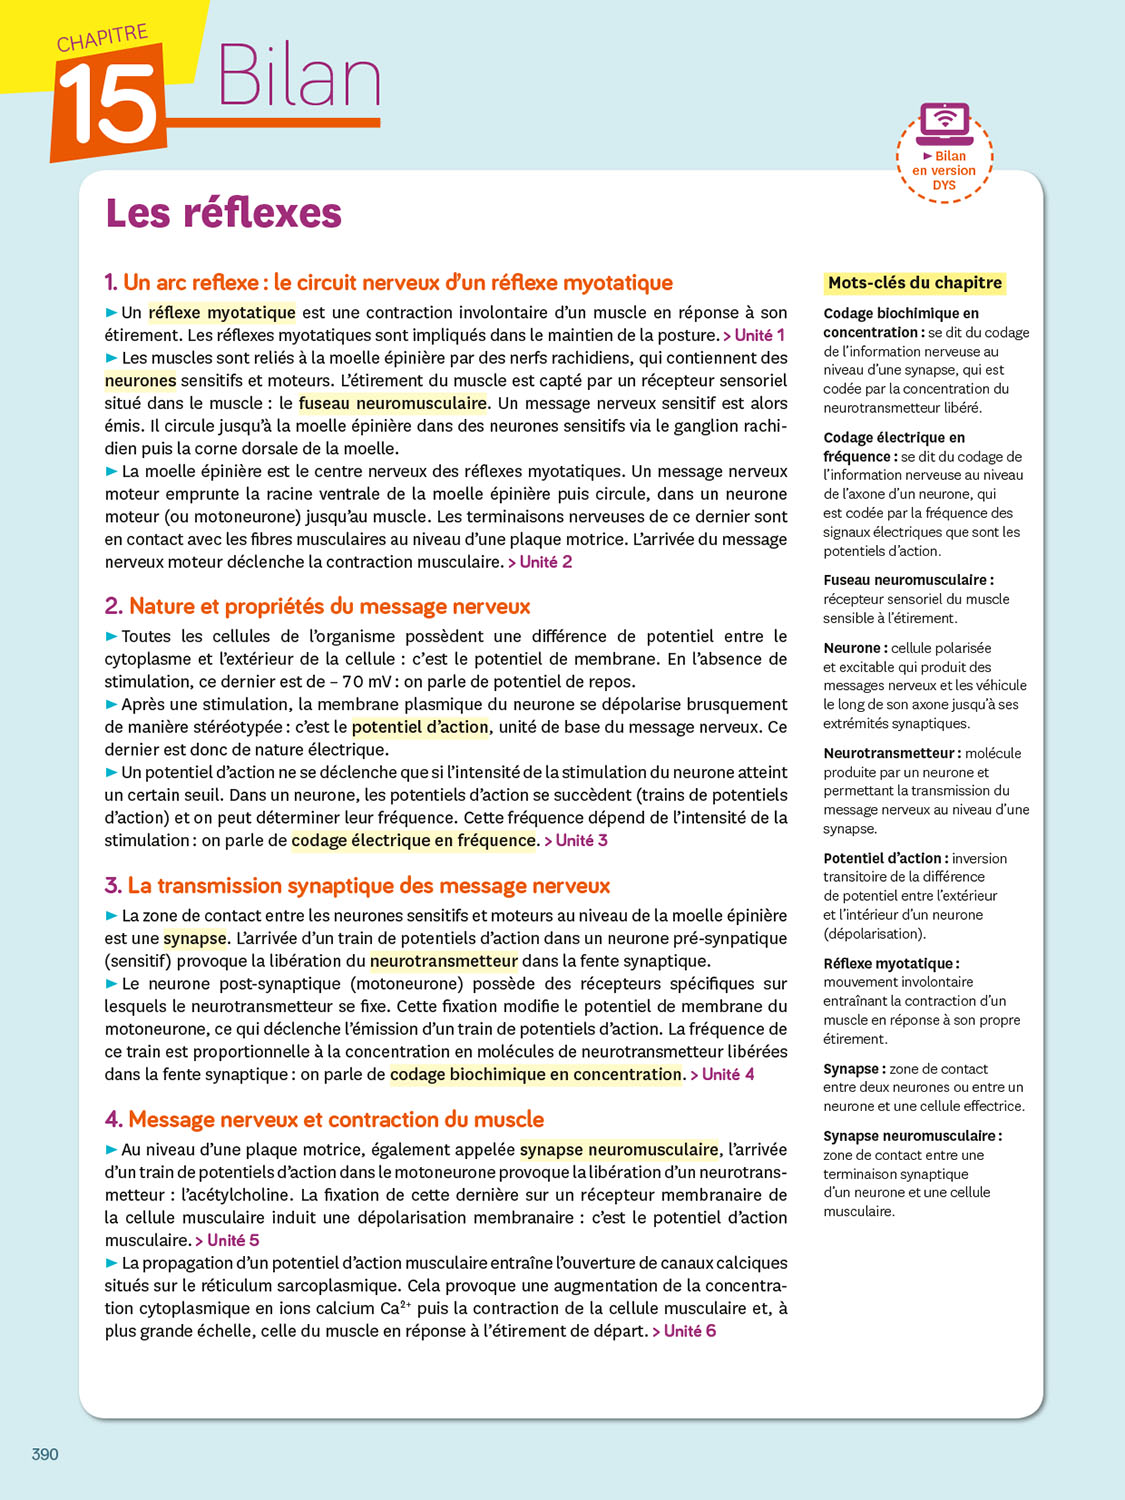 CHAPITRE
15
Bilan
► Bilan
en version
DYS
Les réflexes
1. Un arc reflexe : le circuit nerveux d’un réflexe myotatique
►Un réflexe myotatique est une contraction involontaire d’un muscle en réponse à son
étirement. Les réflexes myotatiques sont impliqués dans le maintien de la posture. > Unité 1
► Les muscles sont reliés à la moelle épinière par des nerfs rachidiens, qui contiennent des
neurones sensitifs et moteurs. L’étirement du muscle est capté par un récepteur sensoriel
situé dans le muscle : le fuseau neuromusculaire. Un message nerveux sensitif est alors
émis. Il circule jusqu’à la moelle épinière dans des neurones sensitifs via le ganglion rachi-
dien puis la corne dorsale de la moelle.
► La moelle épinière est le centre nerveux des réflexes myotatiques. Un message nerveux
moteur emprunte la racine ventrale de la moelle épinière puis circule, dans un neurone
moteur (ou motoneurone) jusqu’au muscle. Les terminaisons nerveuses de ce dernier sont
en contact avec les fibres musculaires au niveau d’une plaque motrice. L’arrivée du message
nerveux moteur déclenche la contraction musculaire. > Unité 2
2. Nature et propriétés du message nerveux
► Toutes les cellules de l’organisme possèdent une différence de potentiel entre le
cytoplasme et l’extérieur de la cellule : c’est le potentiel de membrane. En l’absence de
stimulation, ce dernier est de – 70 mV : on parle de potentiel de repos.
► Après une stimulation, la membrane plasmique du neurone se dépolarise brusquement
de manière stéréotypée : c’est le potentiel d’action, unité de base du message nerveux. Ce
dernier est donc de nature électrique.
► Un potentiel d’action ne se déclenche que si l’intensité de la stimulation du neurone atteint
un certain seuil. Dans un neurone, les potentiels d’action se succèdent (trains de potentiels
d’action) et on peut déterminer leur fréquence. Cette fréquence dépend de l’intensité de la
stimulation : on parle de codage électrique en fréquence. > Unité 3
3. La transmission synaptique des message nerveux
► La zone de contact entre les neurones sensitifs et moteurs au niveau de la moelle épinière
est une synapse. L’arrivée d’un train de potentiels d’action dans un neurone pré-synpatique
(sensitif) provoque la libération du neurotransmetteur dans la fente synaptique.
► Le neurone post-synaptique (motoneurone) possède des récepteurs spécifiques sur
lesquels le neurotransmetteur se fixe. Cette fixation modifie le potentiel de membrane du
motoneurone, ce qui déclenche l’émission d’un train de potentiels d’action. La fréquence de
ce train est proportionnelle à la concentration en molécules de neurotransmetteur libérées
dans la fente synaptique : on parle de codage biochimique en concentration. > Unité 4
4. Message nerveux et contraction du muscle
► Au niveau d’une plaque motrice, également appelée synapse neuromusculaire, l’arrivée
d’un train de potentiels d’action dans le motoneurone provoque la libération d’un neurotrans-
metteur : l’acétylcholine. La fixation de cette dernière sur un récepteur membranaire de
la cellule musculaire induit une dépolarisation membranaire : c’est le potentiel d’action
musculaire. > Unité 5
► La propagation d’un potentiel d’action musculaire entraîne l’ouverture de canaux calciques
situés sur le réticulum sarcoplasmique. Cela provoque une augmentation de la concentra-
tion cytoplasmique en ions calcium Ca²⁺ puis la contraction de la cellule musculaire et, à
plus grande échelle, celle du muscle en réponse à l’étirement de départ. > Unité 6
Mots-clés du chapitre
Codage biochimique en
concentration : se dit du codage
de l’information nerveuse au
niveau d’une synapse, qui est
codée par la concentration du
neurotransmetteur libéré.
Codage électrique en
fréquence : se dit du codage de
l’information nerveuse au niveau
de l’axone d’un neurone, qui
est codée par la fréquence des
signaux électriques que sont les
potentiels d’action.
Fuseau neuromusculaire :
récepteur sensoriel du muscle
sensible à l’étirement.
Neurone : cellule polarisée
et excitable qui produit des
messages nerveux et les véhicule
le long de son axone jusqu’à ses
extrémités synaptiques.
Neurotransmetteur : molécule
produite par un neurone et
permettant la transmission du
message nerveux au niveau d’une
synapse.
Potentiel d’action : inversion
transitoire de la différence
de potentiel entre l’extérieur
et l’intérieur d’un neurone
(dépolarisation).
Réflexe myotatique :
mouvement involontaire
entraînant la contraction d’un
muscle en réponse à son propre
étirement.
Synapse : zone de contact
entre deux neurones ou entre un
neurone et une cellule effectrice.
Synapse neuromusculaire :
zone de contact entre une
terminaison synaptique
d’un neurone et une cellule
musculaire.
390